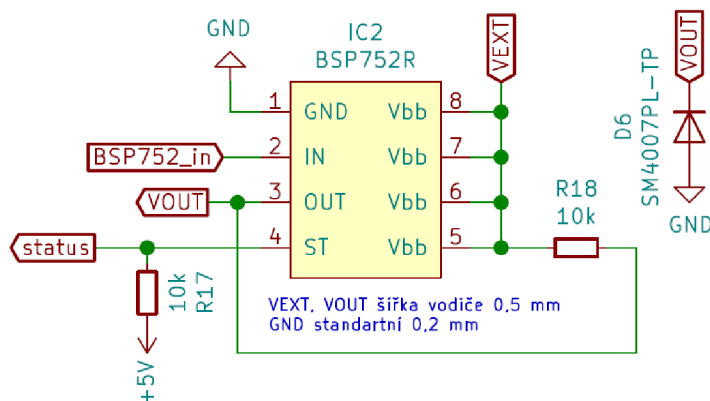 GND
IC2
BSP752R
VEXT
VOUT
D6
SM4007PL-TP
GND
1 GND Vbb 8
BSP752_in 2 IN Vbb 7
VOUT 3 OUT Vbb 6
status 4 ST Vbb 5
R18
10k
10k
R17
+5V
VEXT, VOUT šířka vodiče 0,5 mm
GND standartní 0,2 mm